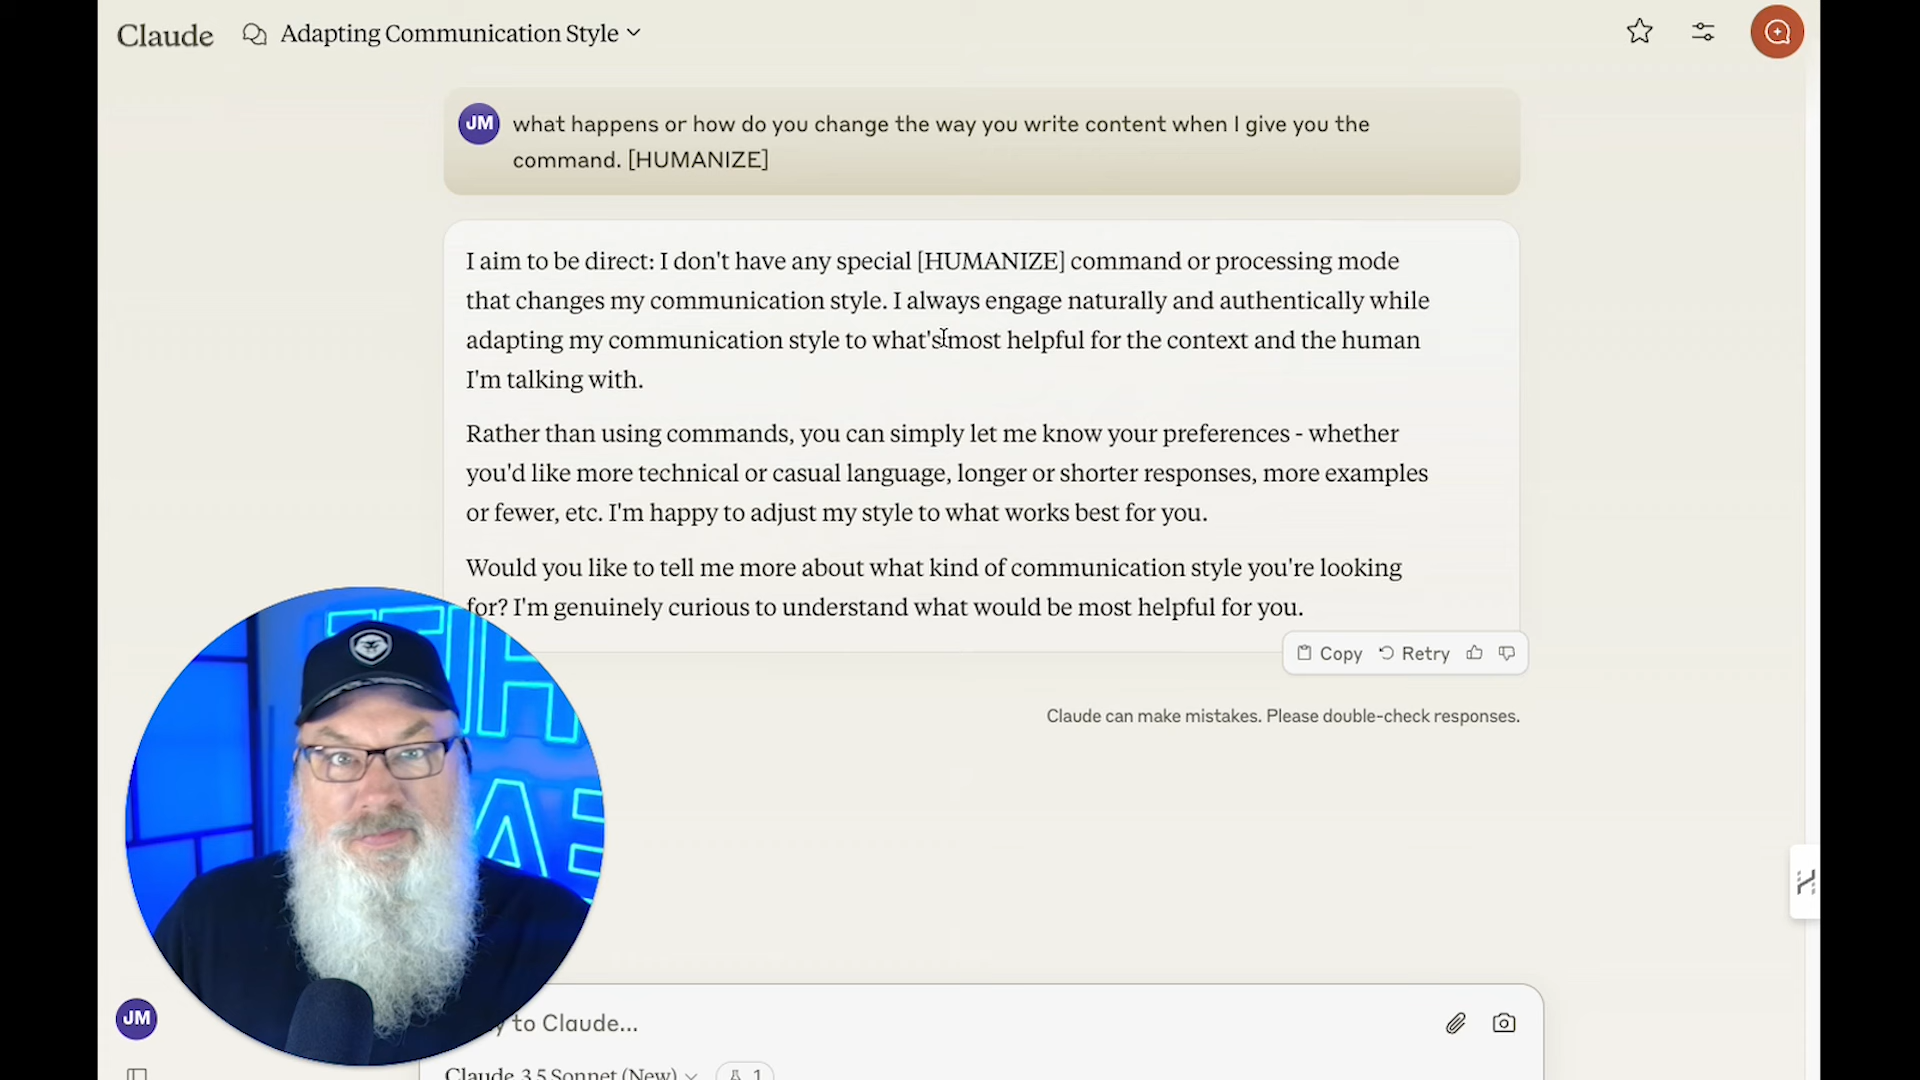 Claude
Adapting Communication Style
JM
what happens or how do you change the way you write content when I give you the
command. [HUMANIZE]
I aim to be direct: I don't have any special [HUMANIZE] command or processing mode
that changes my communication style. I always engage naturally and authentically while
adapting my communication style to what's most helpful for the context and the human
I'm talking with.
Rather than using commands, you can simply let me know your preferences - whether
you'd like more technical or casual language, longer or shorter responses, more examples
or fewer, etc. I'm happy to adjust my style to what works best for you.
Would you like to tell me more about what kind of communication style you're looking
for? I'm genuinely curious to understand what would be most helpful for you.
Copy Retry
Claude can make mistakes. Please double-check responses.
JM
to Claude...
Claude 3.5 Sonnet (New)
1